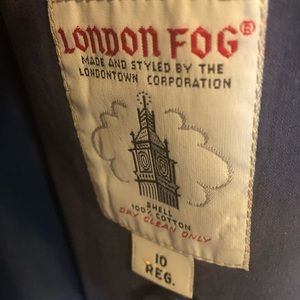 LONDON FOG®
MADE AND STYLED BY THE
LONDONTOWN CORPORATION
SHELL
100% COTTON
DRY CLEAN ONLY
10
REG.